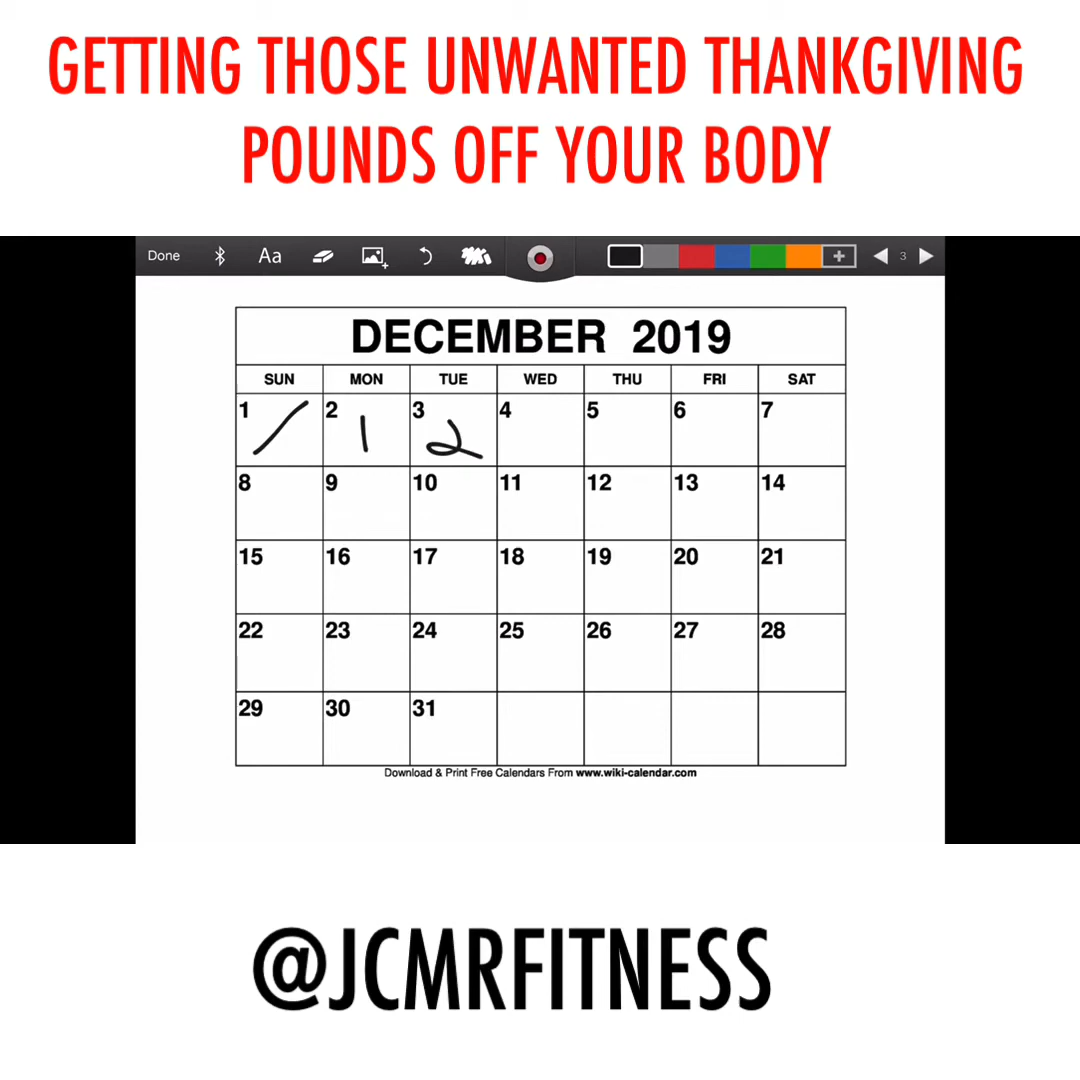 GETTING THOSE UNWANTED THANKGIVING
POUNDS OFF YOUR BODY
Done Aa 3
DECEMBER 2019
SUN MON TUE WED THU FRI SAT
1 2 3 4 5 6 7
/ 1 2
8 9 10 11 12 13 14
15 16 17 18 19 20 21
22 23 24 25 26 27 28
29 30 31
Download & Print Free Calendars From www.wiki-calendar.com
@JCMRFITNESS